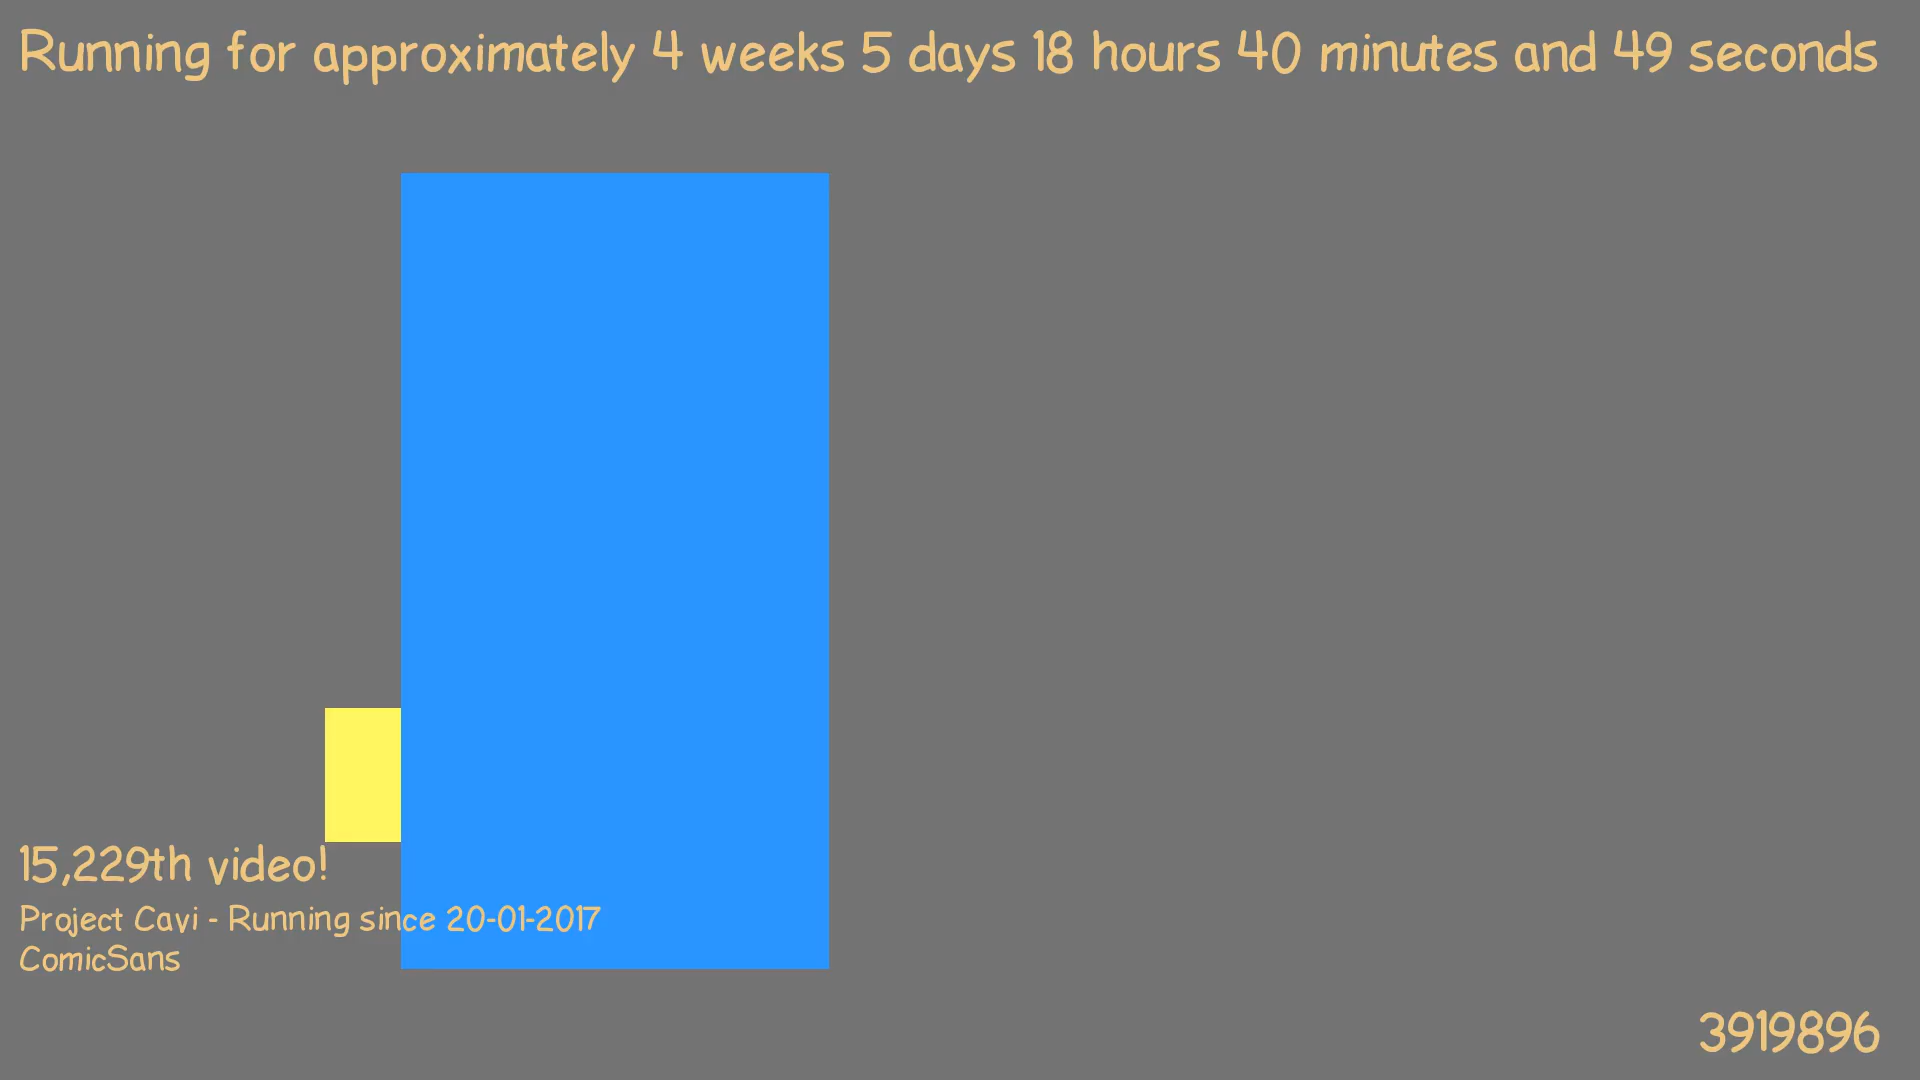 Running for approximately 4 weeks 5 days 18 hours 40 minutes and 49 seconds
15,229th video!
Project Cavi - Running since 20-01-2017
ComicSans
3919896